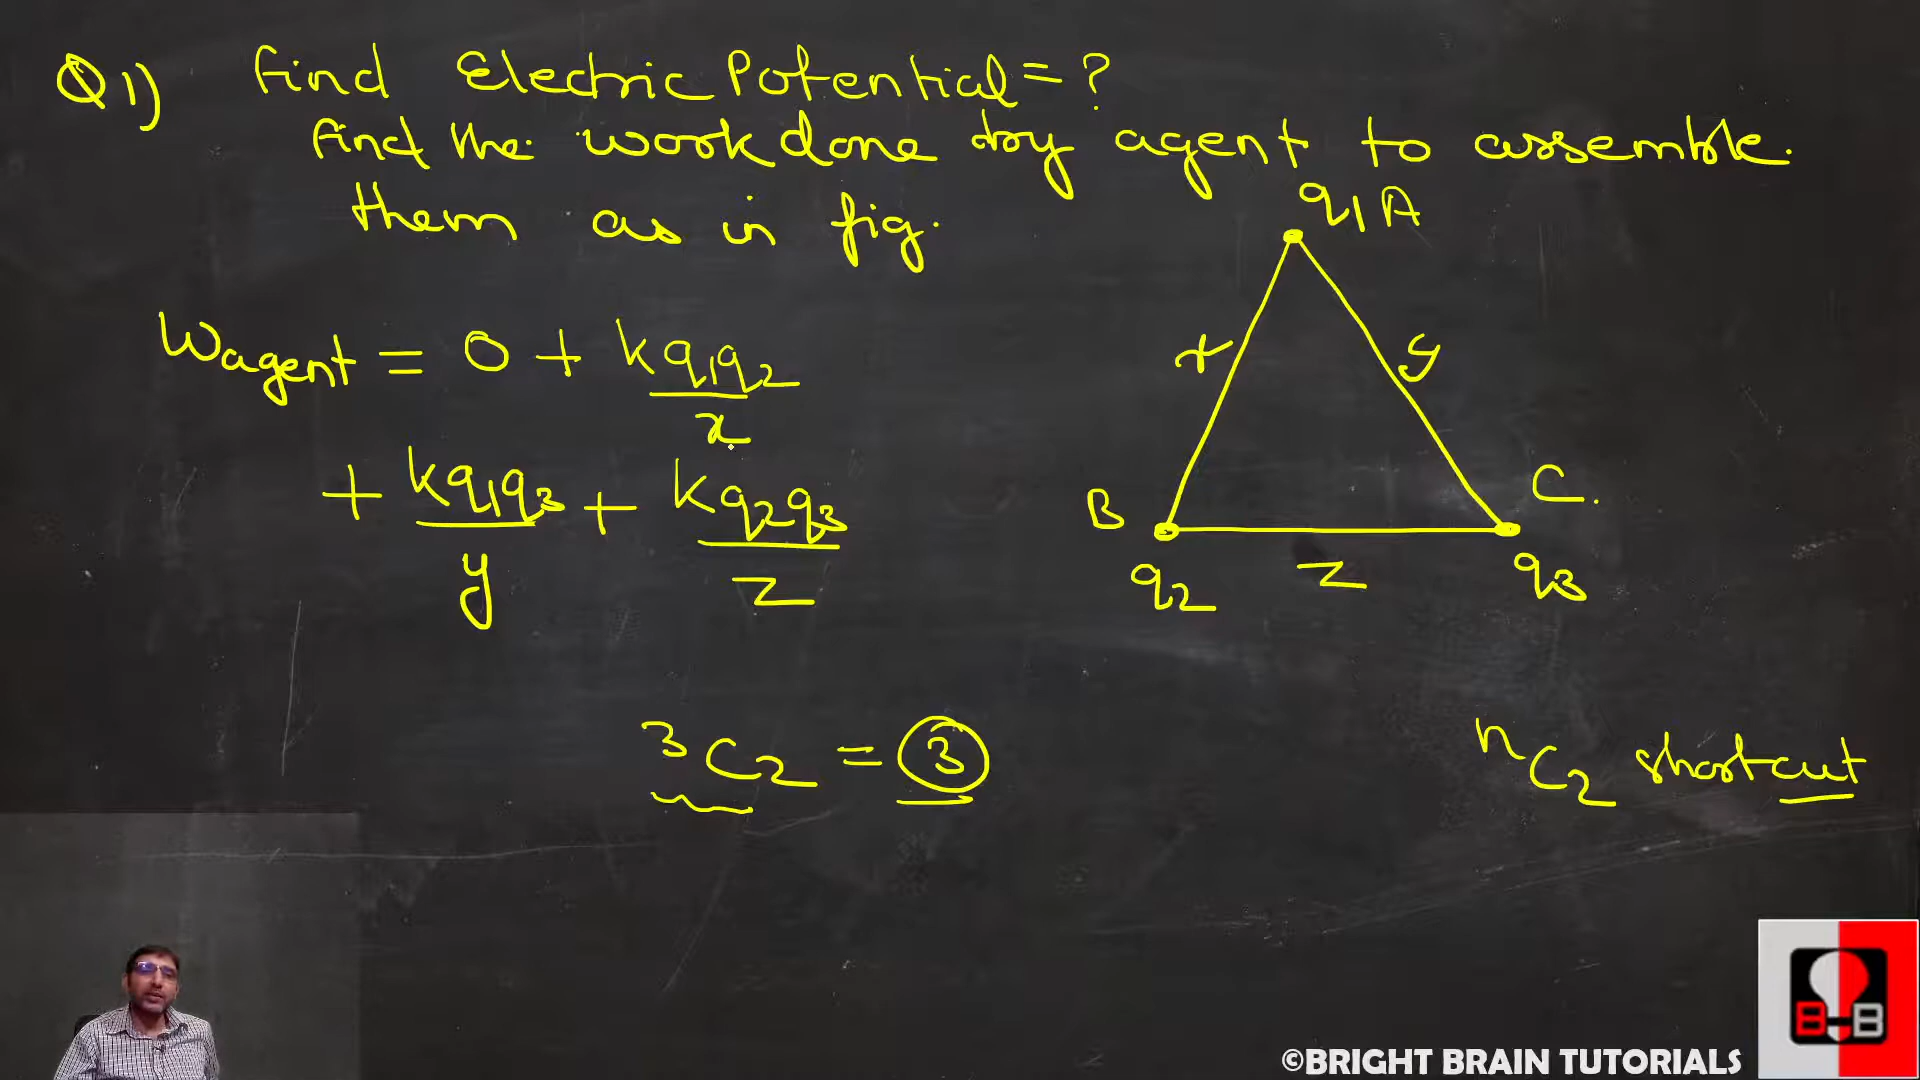 Q1) Find Electric Potential = ?
Find the work done by agent to assemble.
them as in fig.
q1 A
Wagent = 0 + kq1q2
x
x
y
+ kq1q3 + kq2q3
y
z
B
C.
q2
z
q3
³C₂ = 3
ⁿC₂ shortcut
B B
©BRIGHT BRAIN TUTORIALS